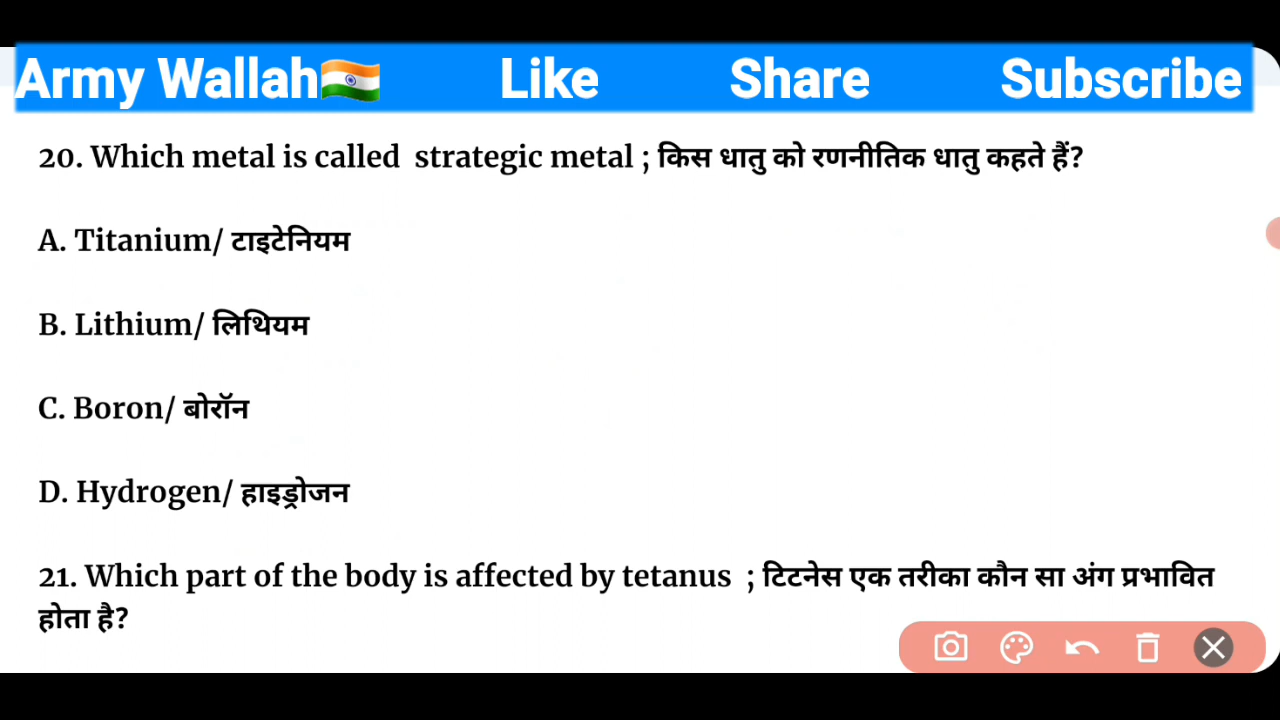 Army Wallah🇮🇳 Like Share Subscribe
20. Which metal is called strategic metal ; किस धातु को रणनीतिक धातु कहते हैं?
A. Titanium/ टाइटेनियम
B. Lithium/ लिथियम
C. Boron/ बोरॉन
D. Hydrogen/ हाइड्रोजन
21. Which part of the body is affected by tetanus ; टिटनेस एक तरीका कौन सा अंग प्रभावित
होता है?